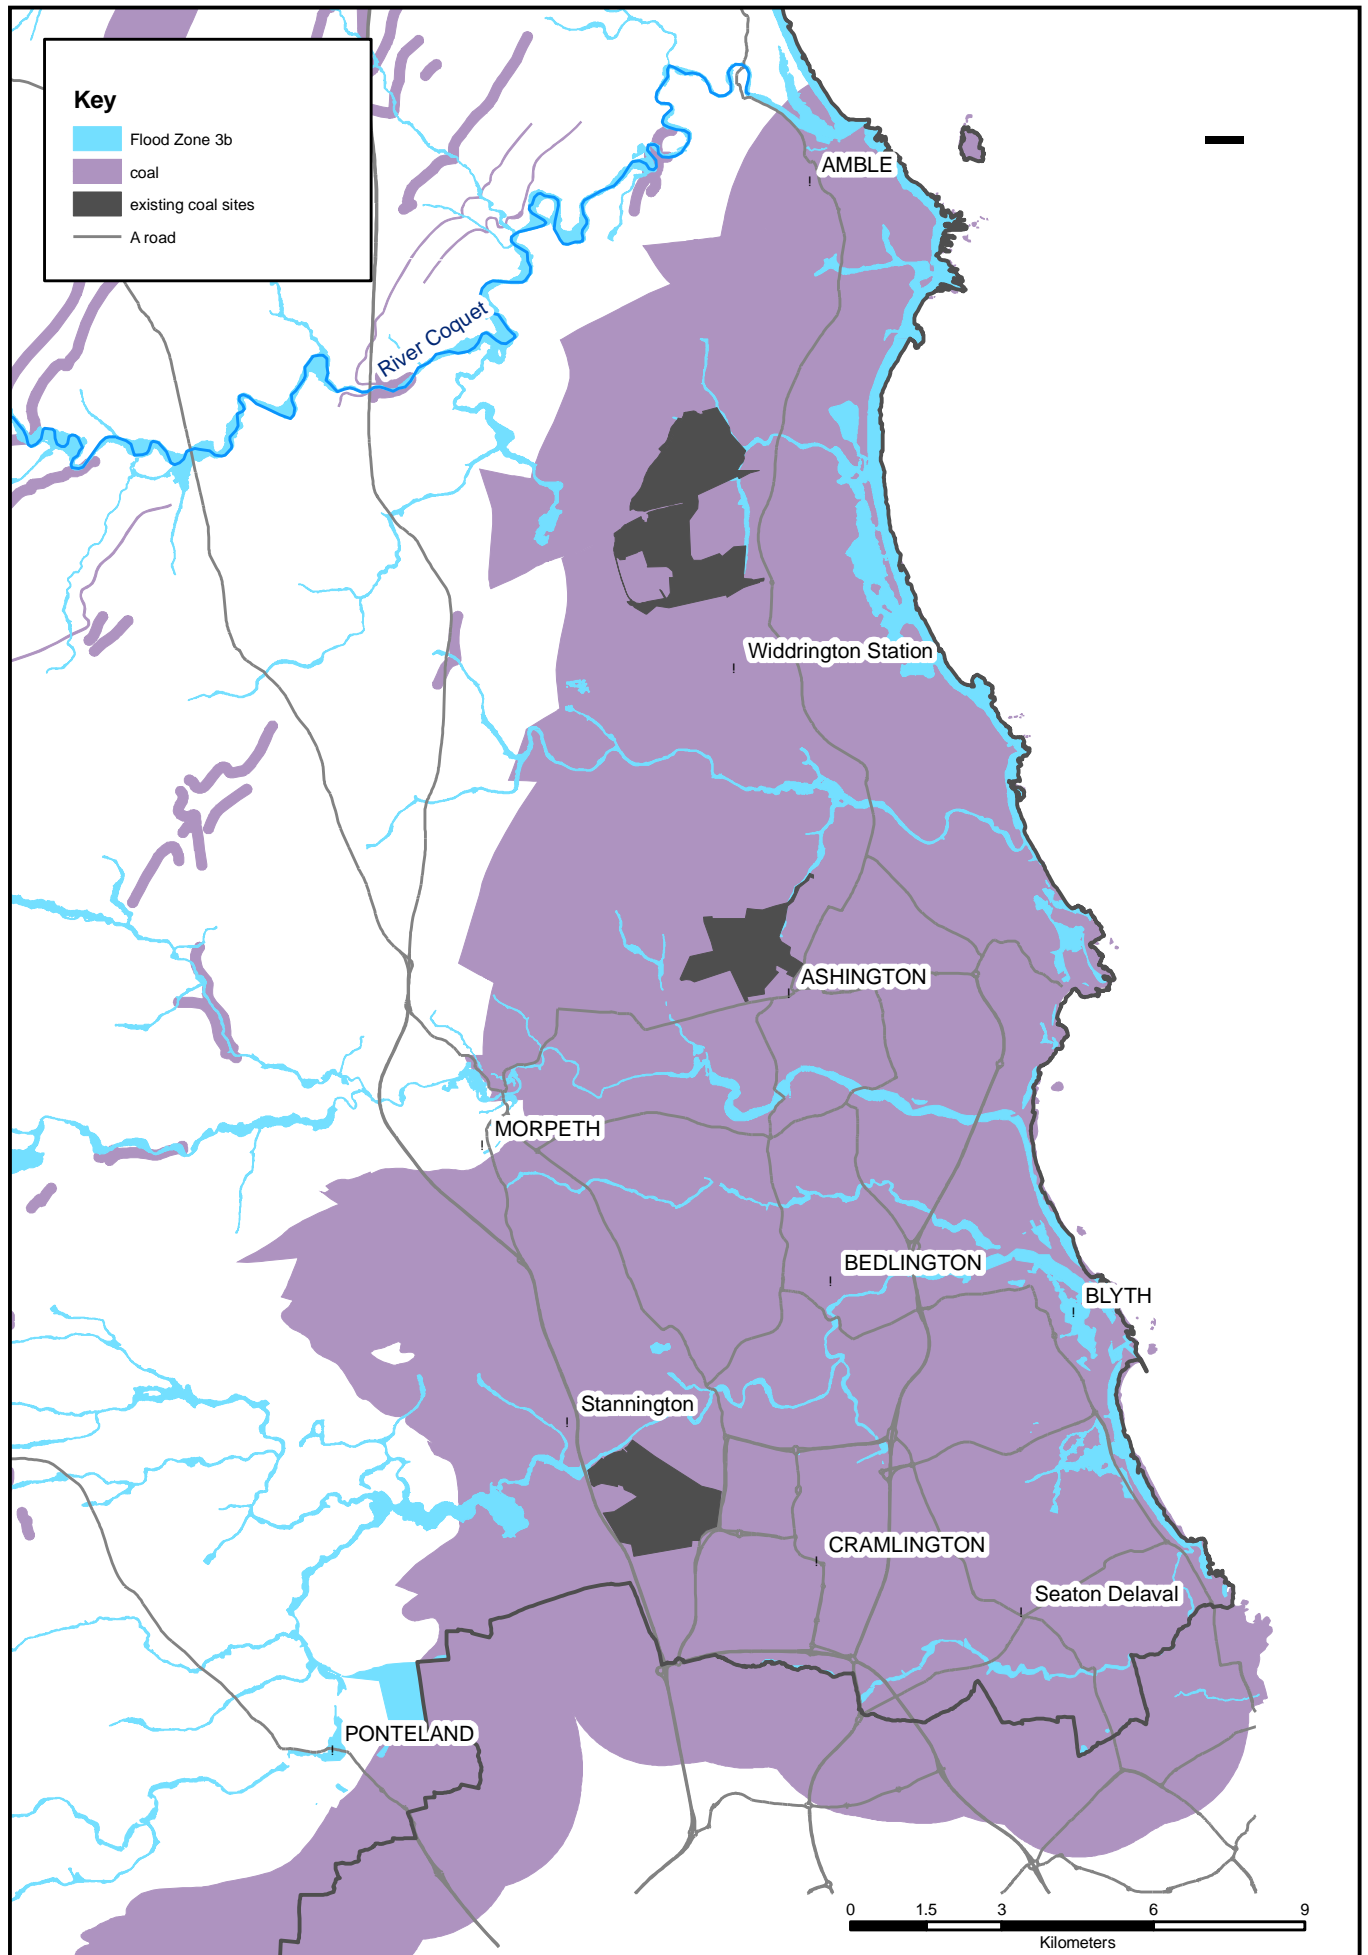 Key
Flood Zone 3b
coal
existing coal sites
A road
AMBLE
River Coquet
Widdrington Station
ASHINGTON
MORPETH
BEDLINGTON
BLYTH
Stannington
CRAMLINGTON
Seaton Delaval
PONTELAND
0 1.5 3 6 9
Kilometers